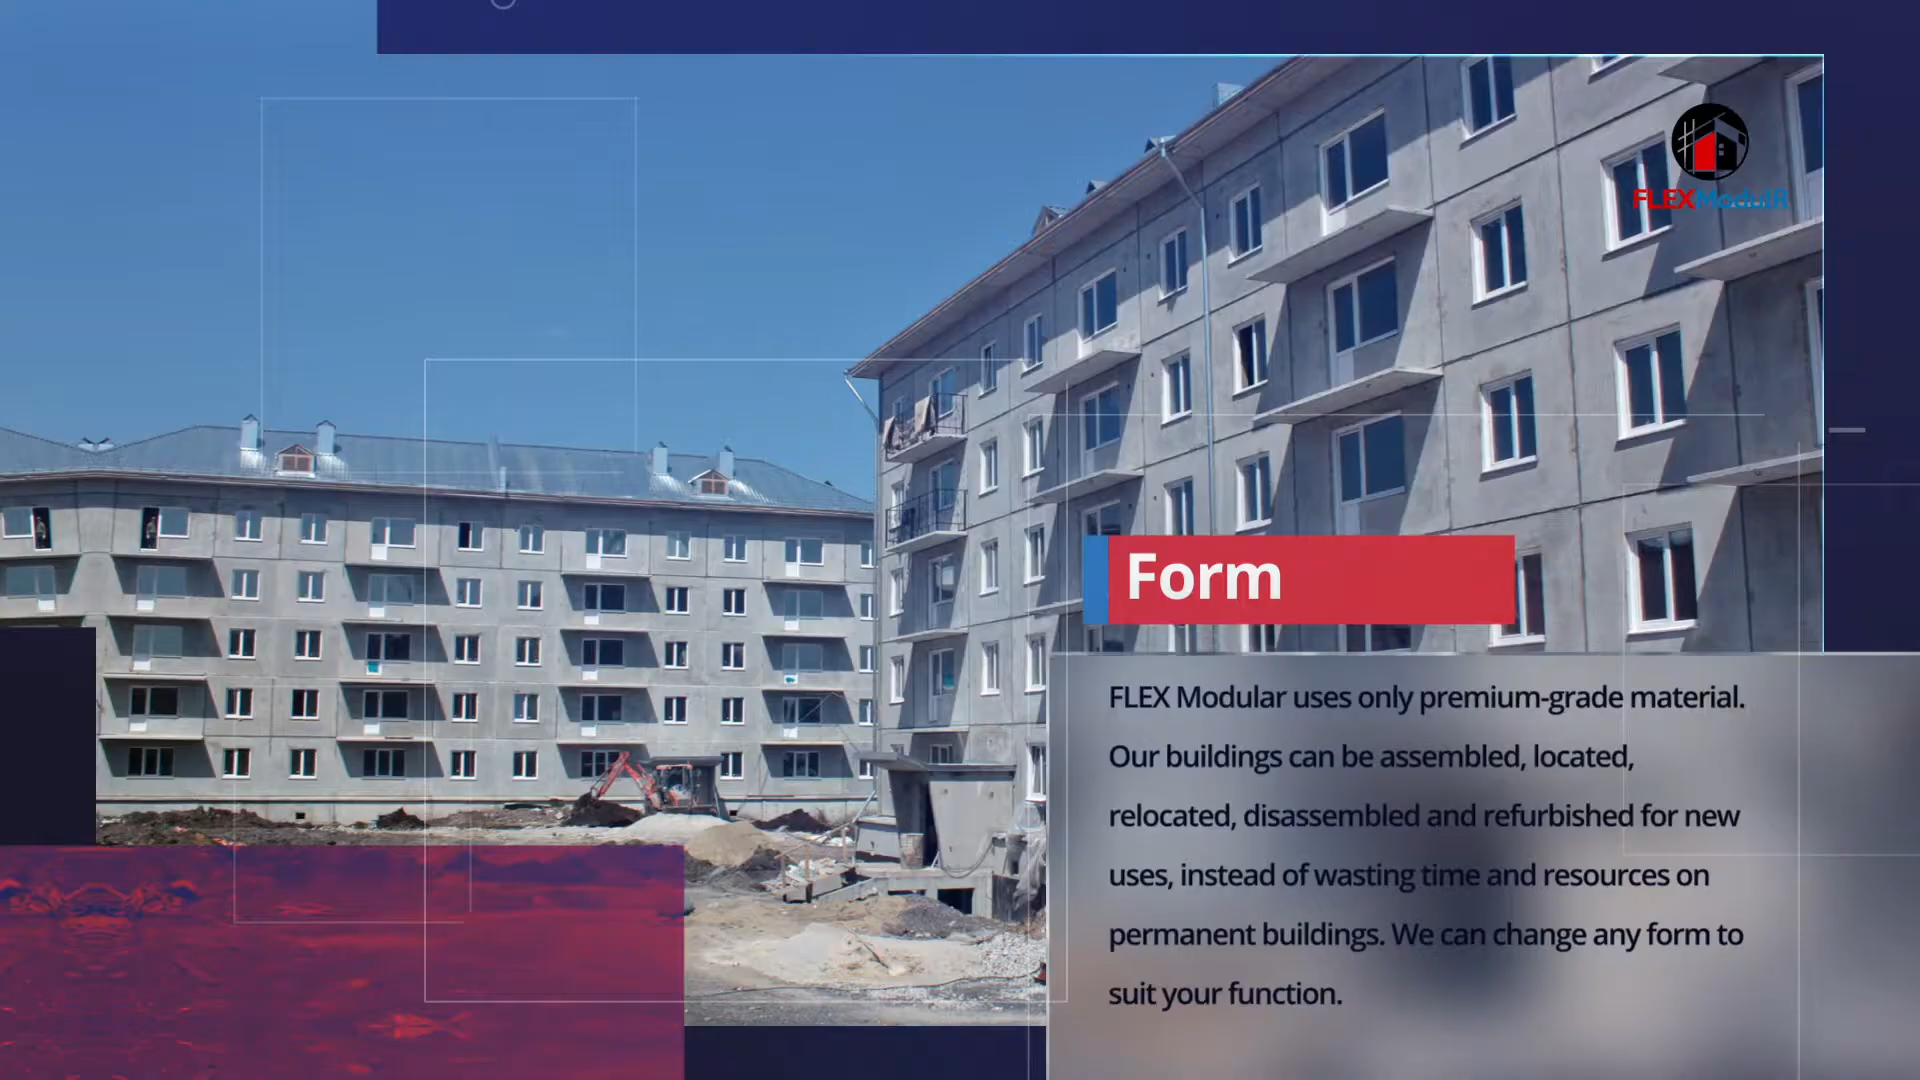 FLEXModulR
Form
FLEX Modular uses only premium-grade material.
Our buildings can be assembled, located,
relocated, disassembled and refurbished for new
uses, instead of wasting time and resources on
permanent buildings. We can change any form to
suit your function.